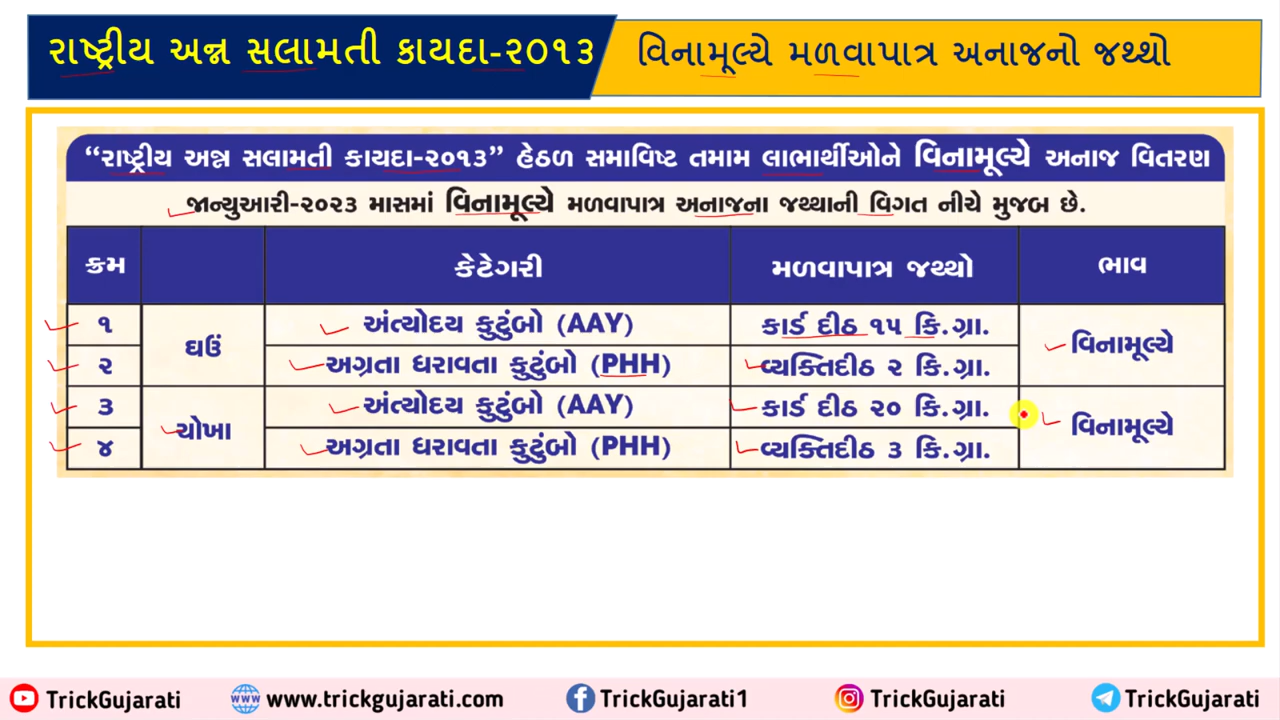 રાષ્ટ્રીય અન્ન સલામતી કાયદા-૨૦૧૩ વિનામૂલ્યે મળવાપાત્ર અનાજનો જથ્થો
“રાષ્ટ્રીય અન્ન સલામતી કાયદા-૨૦૧૩” હેઠળ સમાવિષ્ટ તમામ લાભાર્થીઓને વિનામૂલ્યે અનાજ વિતરણ
જાન્યુઆરી-૨૦૨૩ માસમાં વિનામૂલ્યે મળવાપાત્ર અનાજના જથ્થાની વિગત નીચે મુજબ છે.
ક્રમ કેટેગરી મળવાપાત્ર જથ્થો ભાવ
૧ ઘઉં અંત્યોદય કુટુંબો (AAY) કાર્ડ દીઠ ૧૫ કિ.ગ્રા. વિનામૂલ્યે
૨ અગ્રતા ધરાવતા કુટુંબો (PHH) વ્યક્તિદીઠ ૨ કિ.ગ્રા.
૩ ચોખા અંત્યોદય કુટુંબો (AAY) કાર્ડ દીઠ ૨૦ કિ.ગ્રા. વિનામૂલ્યે
૪ અગ્રતા ધરાવતા કુટુંબો (PHH) વ્યક્તિદીઠ ૩ કિ.ગ્રા.
TrickGujarati www.trickgujarati.com TrickGujarati1 TrickGujarati TrickGujarati